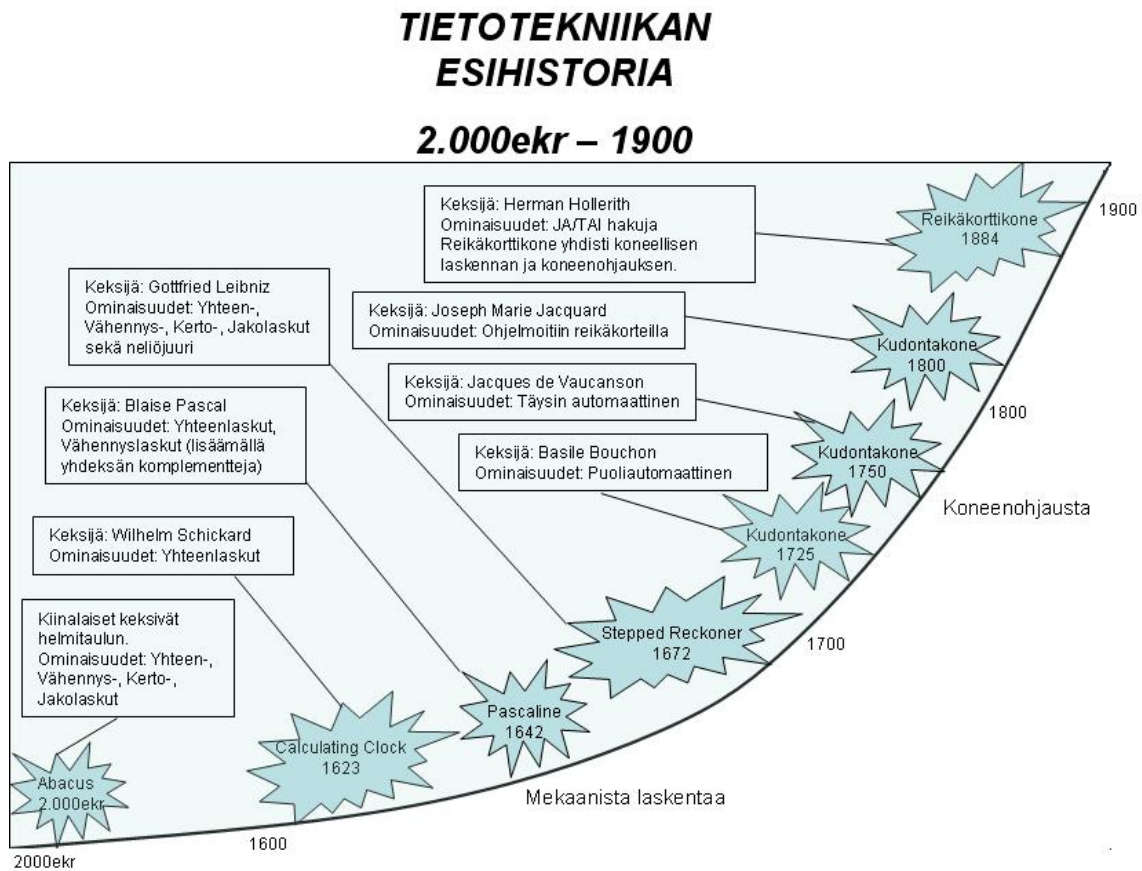 TIETOTEKNIIKAN
ESIHISTORIA
2.000ekr – 1900
Keksijä: Herman Hollerith
Ominaisuudet: JA/TAI hakuja
Reikäkorttikone yhdisti koneellisen
laskennan ja koneenohjauksen.
Reikäkorttikone
1884
1900
Keksijä: Gottfried Leibniz
Ominaisuudet: Yhteen-,
Vähennys-, Kerto-, Jakolaskut
sekä neliöjuuri
Keksijä: Joseph Marie Jacquard
Ominaisuudet: Ohjelmoitiin reikäkorteilla
Kudontakone
1800
Keksijä: Jacques de Vaucanson
Ominaisuudet: Täysin automaattinen
1800
Keksijä: Blaise Pascal
Ominaisuudet: Yhteenlaskut,
Vähennyslaskut (lisäämällä
yhdeksän komplementteja)
Keksijä: Basile Bouchon
Ominaisuudet: Puoliautomaattinen
Kudontakone
1750
Koneenohjausta
Keksijä: Wilhelm Schickard
Ominaisuudet: Yhteenlaskut
Kudontakone
1725
Kiinalaiset keksivät
helmitaulun.
Ominaisuudet: Yhteen-,
Vähennys-, Kerto-,
Jakolaskut
Stepped Reckoner
1672
1700
Pascaline
1642
Calculating Clock
1623
Abacus
2.000ekr
Mekaanista laskentaa
1600
2000ekr